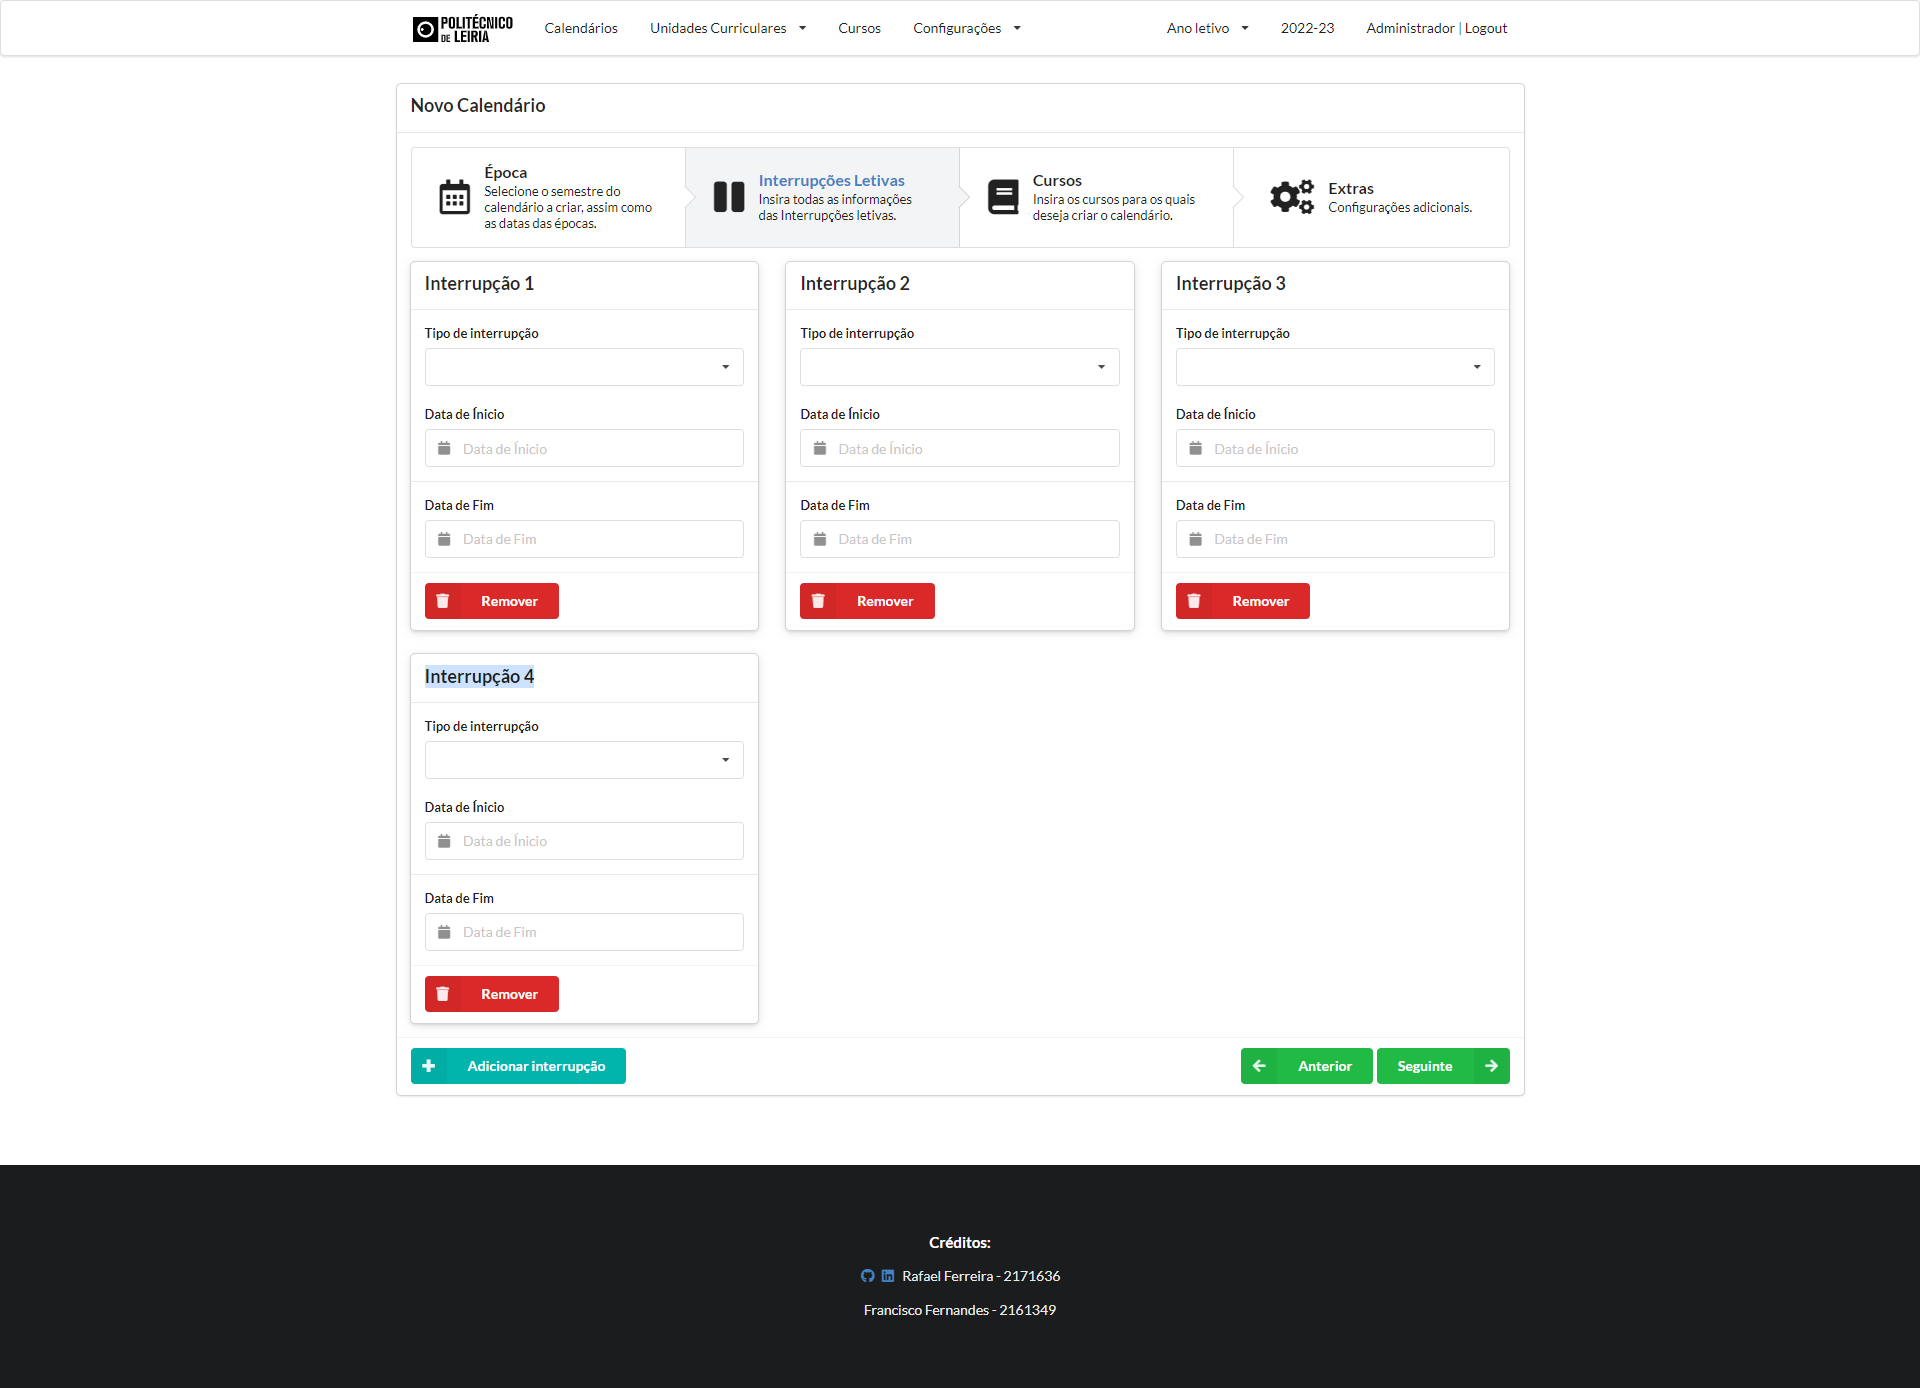 POLITÉCNICO
DE LEIRIA
Calendários
Unidades Curriculares
Cursos
Configurações
Ano letivo
2022-23
Administrador | Logout
Novo Calendário
Época
Selecione o semestre do
calendário a criar, assim como
as datas das épocas.
Interrupções Letivas
Insira todas as informações
das Interrupções letivas.
Cursos
Insira os cursos para os quais
deseja criar o calendário.
Extras
Configurações adicionais.
Interrupção 1
Tipo de interrupção
Data de Ínicio
Data de Ínicio
Data de Fim
Data de Fim
Remover
Interrupção 2
Tipo de interrupção
Data de Ínicio
Data de Ínicio
Data de Fim
Data de Fim
Remover
Interrupção 3
Tipo de interrupção
Data de Ínicio
Data de Ínicio
Data de Fim
Data de Fim
Remover
Interrupção 4
Tipo de interrupção
Data de Ínicio
Data de Ínicio
Data de Fim
Data de Fim
Remover
Adicionar interrupção
Anterior
Seguinte
Créditos:
Rafael Ferreira - 2171636
Francisco Fernandes - 2161349